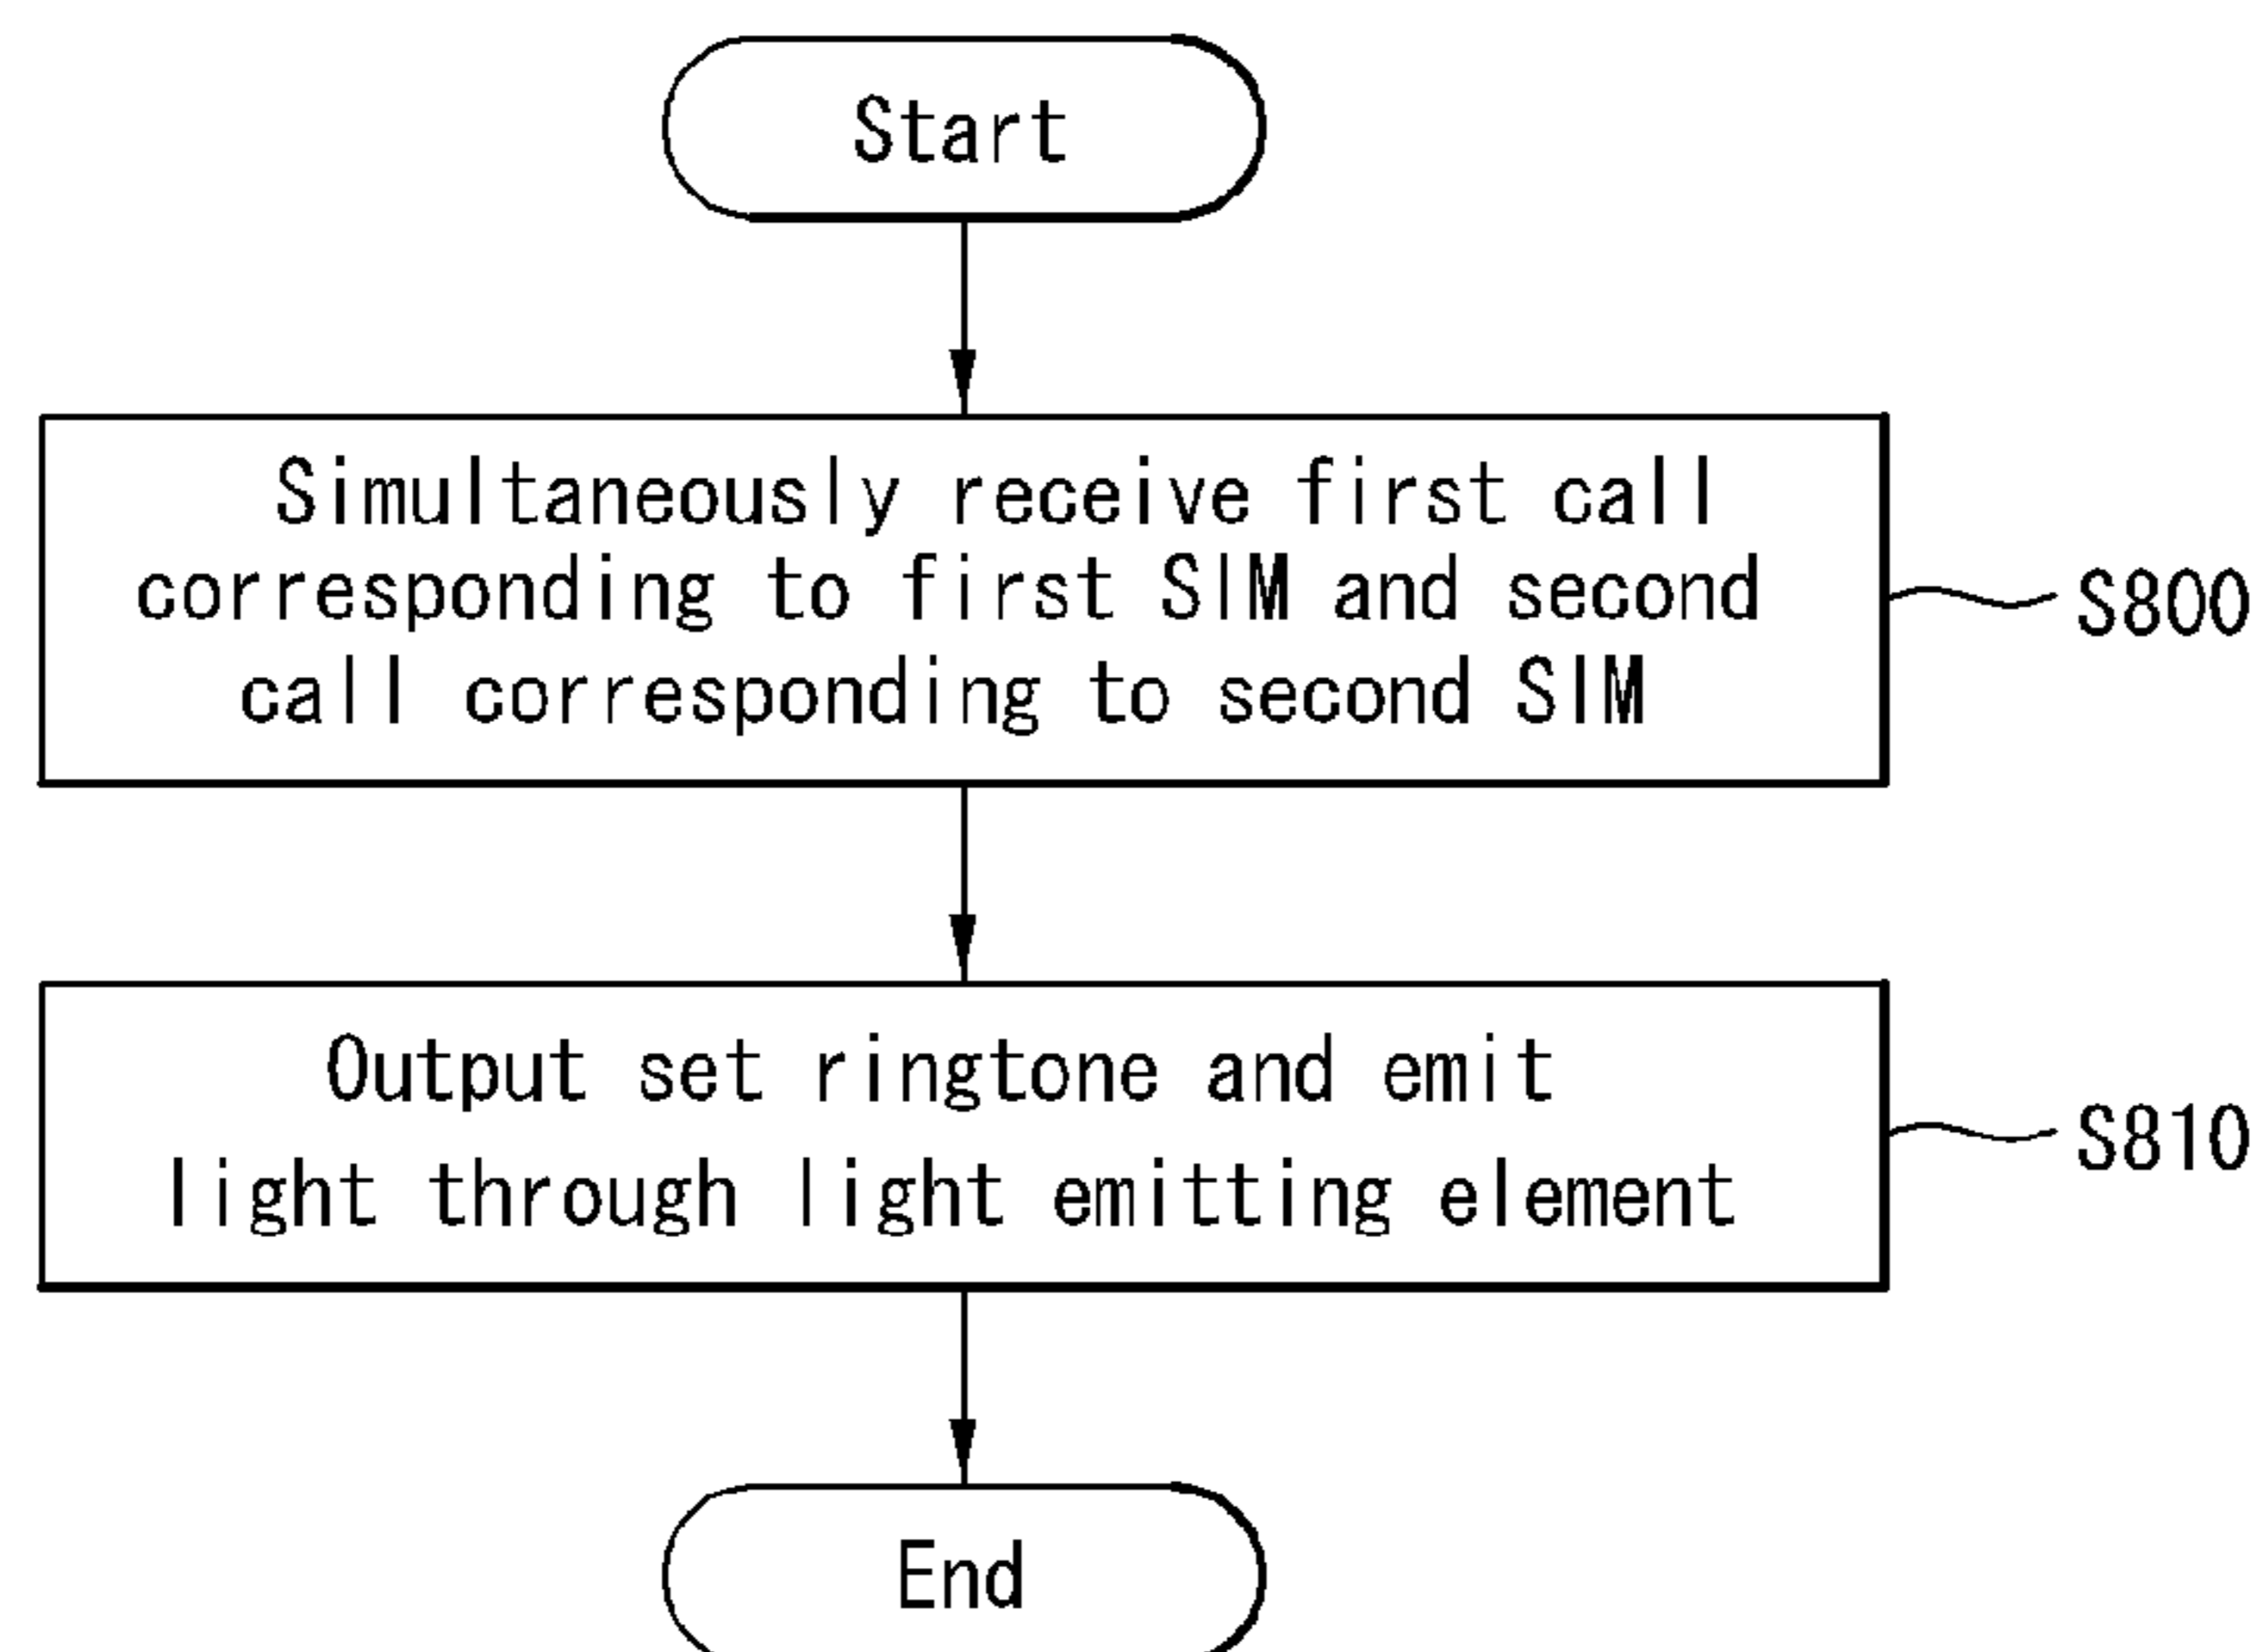 Start
Simultaneously receive first call
corresponding to first SIM and second
call corresponding to second SIM
S800
Output set ringtone and emit
light through light emitting element
S810
End